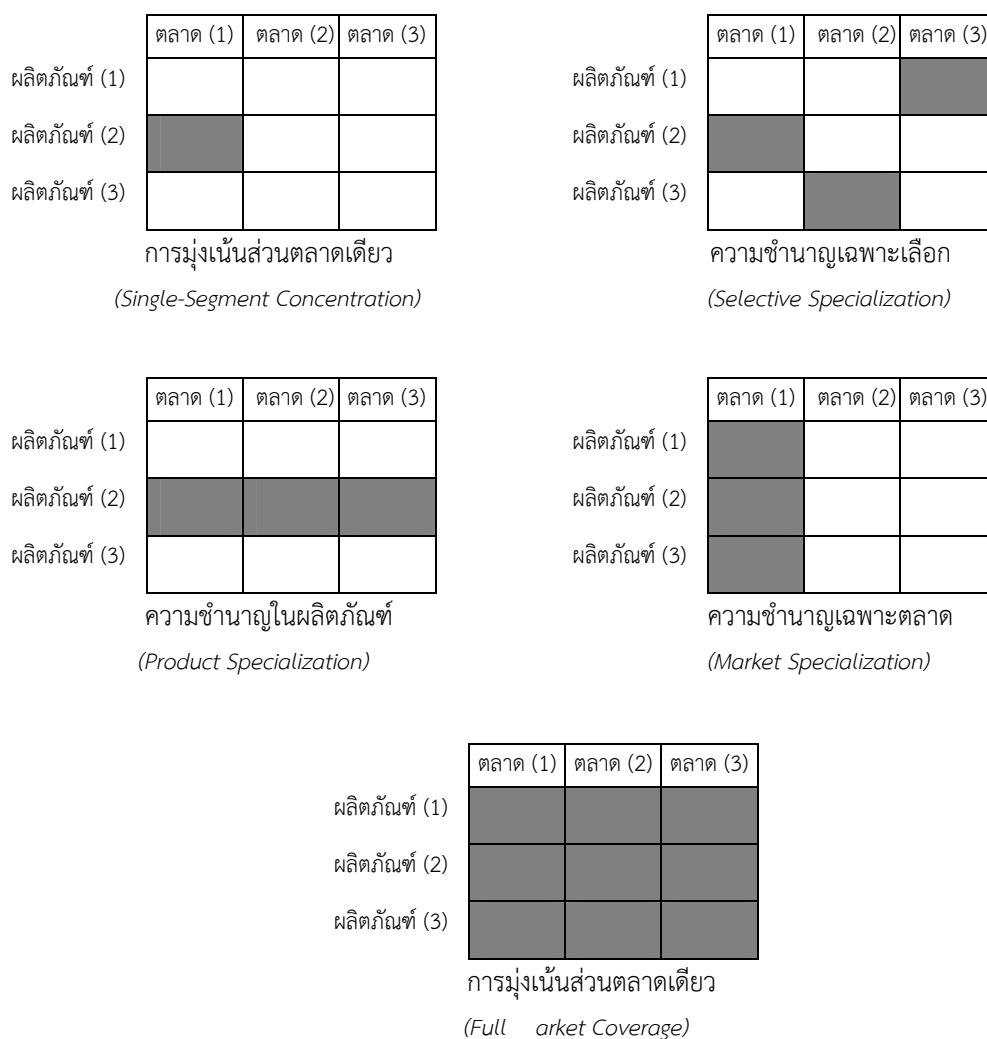 ตลาด (1) ตลาด (2) ตลาด (3)
ผลิตภัณฑ์ (1)
ผลิตภัณฑ์ (2)
ผลิตภัณฑ์ (3)
การมุ่งเน้นส่วนตลาดเดียว
(Single-Segment Concentration)
ตลาด (1) ตลาด (2) ตลาด (3)
ผลิตภัณฑ์ (1)
ผลิตภัณฑ์ (2)
ผลิตภัณฑ์ (3)
ความชำนาญเฉพาะเลือก
(Selective Specialization)
ตลาด (1) ตลาด (2) ตลาด (3)
ผลิตภัณฑ์ (1)
ผลิตภัณฑ์ (2)
ผลิตภัณฑ์ (3)
ความชำนาญในผลิตภัณฑ์
(Product Specialization)
ตลาด (1) ตลาด (2) ตลาด (3)
ผลิตภัณฑ์ (1)
ผลิตภัณฑ์ (2)
ผลิตภัณฑ์ (3)
ความชำนาญเฉพาะตลาด
(Market Specialization)
ตลาด (1) ตลาด (2) ตลาด (3)
ผลิตภัณฑ์ (1)
ผลิตภัณฑ์ (2)
ผลิตภัณฑ์ (3)
การมุ่งเน้นส่วนตลาดเดียว
(Full arket Coverage)